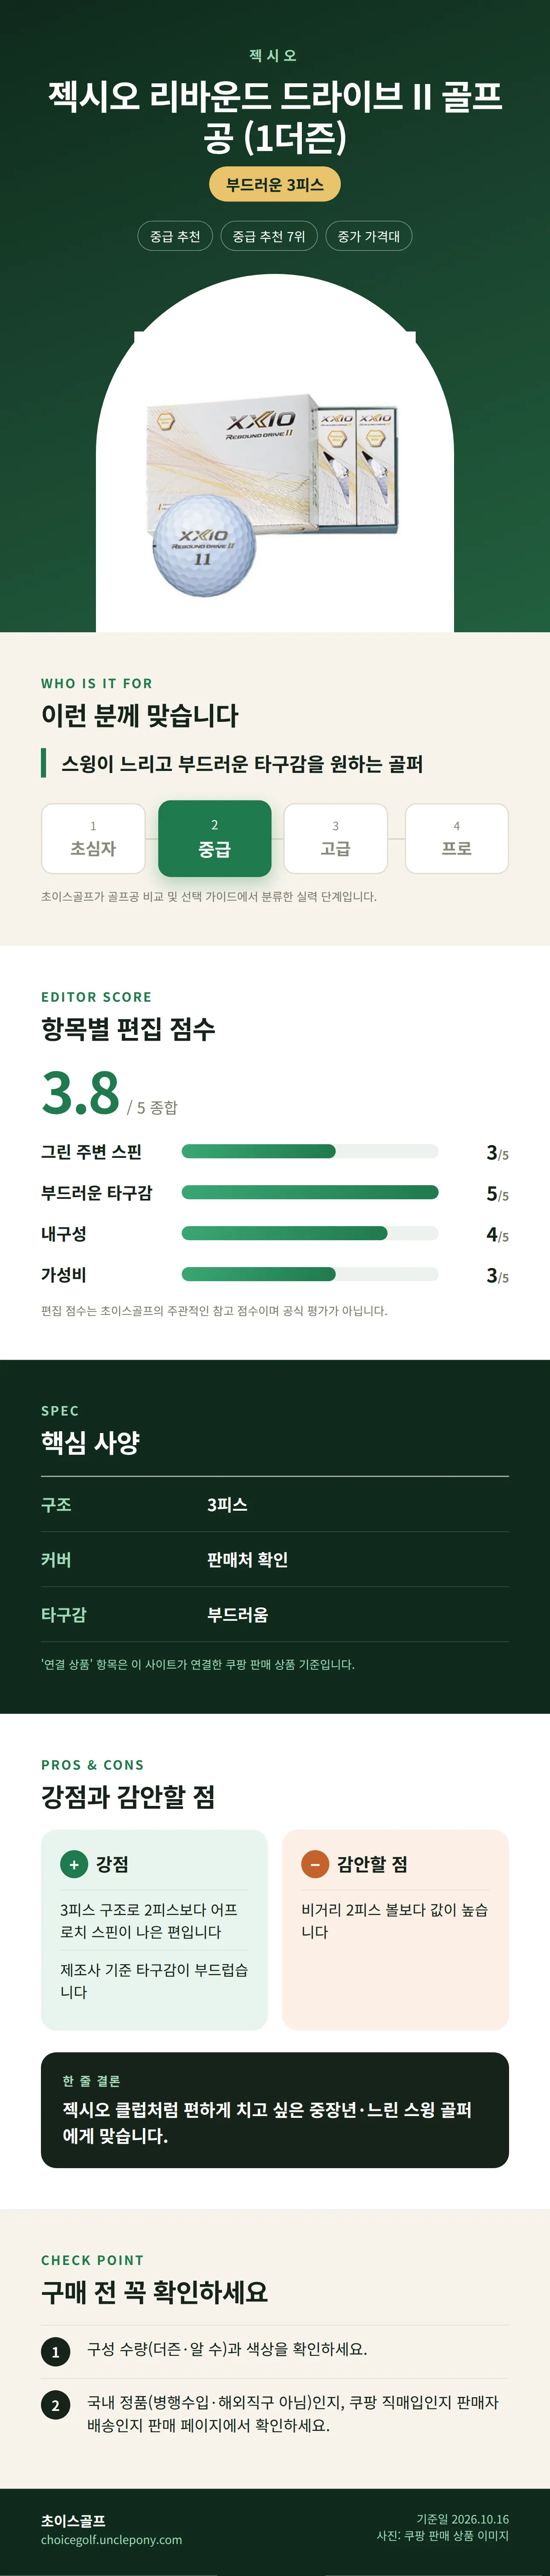 젝시오
젝시오 리바운드 드라이브 II 골프
공 (1더즌)
부드러운 3피스
중급 추천
중급 추천 7위
중가 가격대
XXIO
REBOUND DRIVE II
XXIO
REBOUND DRIVE II
11
WHO IS IT FOR
이런 분께 맞습니다
스윙이 느리고 부드러운 타구감을 원하는 골퍼
1
초심자
2
중급
3
고급
4
프로
초이스골프가 골프공 비교 및 선택 가이드에서 분류한 실력 단계입니다.
EDITOR SCORE
항목별 편집 점수
3.8 / 5 종합
그린 주변 스핀 3/5
부드러운 타구감 5/5
내구성 4/5
가성비 3/5
편집 점수는 초이스골프의 주관적인 참고 점수이며 공식 평가가 아닙니다.
SPEC
핵심 사양
구조 3피스
커버 판매처 확인
타구감 부드러움
'연결 상품' 항목은 이 사이트가 연결한 쿠팡 판매 상품 기준입니다.
PROS & CONS
강점과 감안할 점
+ 강점
3피스 구조로 2피스보다 어프
로치 스핀이 나은 편입니다
제조사 기준 타구감이 부드럽습
니다
− 감안할 점
비거리 2피스 볼보다 값이 높습
니다
한 줄 결론
젝시오 클럽처럼 편하게 치고 싶은 중장년·느린 스윙 골퍼
에게 맞습니다.
CHECK POINT
구매 전 꼭 확인하세요
1 구성 수량(더즌·알 수)과 색상을 확인하세요.
2 국내 정품(병행수입·해외직구 아님)인지, 쿠팡 직매입인지 판매자
배송인지 판매 페이지에서 확인하세요.
초이스골프
choicegolf.unclepony.com
기준일 2026.10.16
사진: 쿠팡 판매 상품 이미지